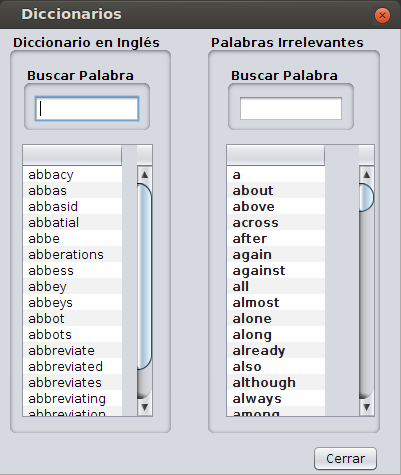 Diccionarios
Diccionario en Inglés
Buscar Palabra
abbacy
abbas
abbasid
abbatial
abbe
abberations
abbess
abbey
abbeys
abbot
abbots
abbreviate
abbreviated
abbreviates
abbreviating
abbreviation
Palabras Irrelevantes
Buscar Palabra
a
about
above
across
after
again
against
all
almost
alone
along
already
also
although
always
among
Cerrar